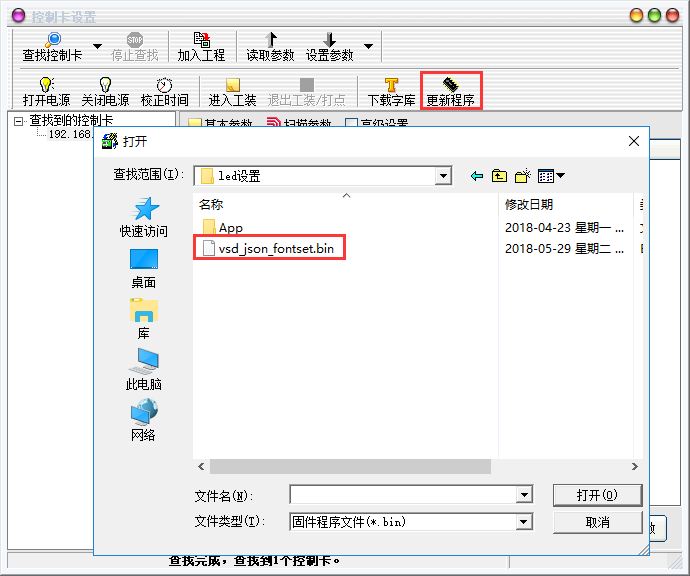 控制卡设置
查找控制卡 STOP 停止查找 加入工程 读取参数 设置参数
打开电源 关闭电源 校正时间 进入工装 退出工装/打点 下载字库 更新程序
查找到的控制卡
192.168.
基本参数 扫描参数 高级设置
打开
查找范围(I): led设置
名称 修改日期
App 2018-04-23 星期一 ...
vsd_json_fontset.bin 2018-05-29 星期二 ...
快速访问
桌面
库
此电脑
网络
文件名(N): 打开(O)
文件类型(T): 固件程序文件(*.bin) 取消
查找完成，查找到1个控制卡。